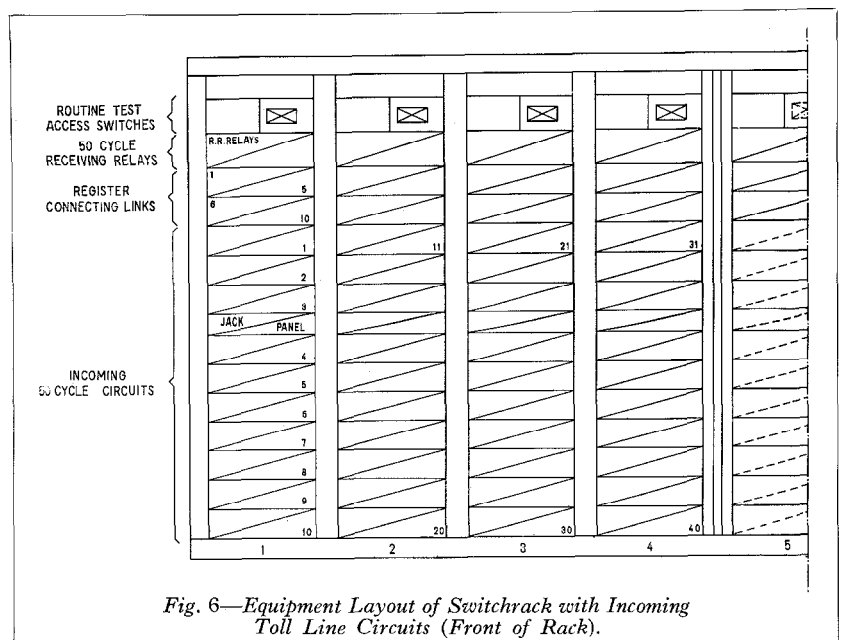 ROUTINE TEST
ACCESS SWITCHES
50 CYCLE
RECEIVING RELAYS
REGISTER
CONNECTING LINKS
INCOMING
50 CYCLE CIRCUITS
R.R.RELAYS
1
5
6
10
1
2
3
JACK PANEL
4
5
6
7
8
9
10
11
20
21
30
31
40
1 2 3 4 5
Fig. 6—Equipment Layout of Switchrack with Incoming
Toll Line Circuits (Front of Rack).